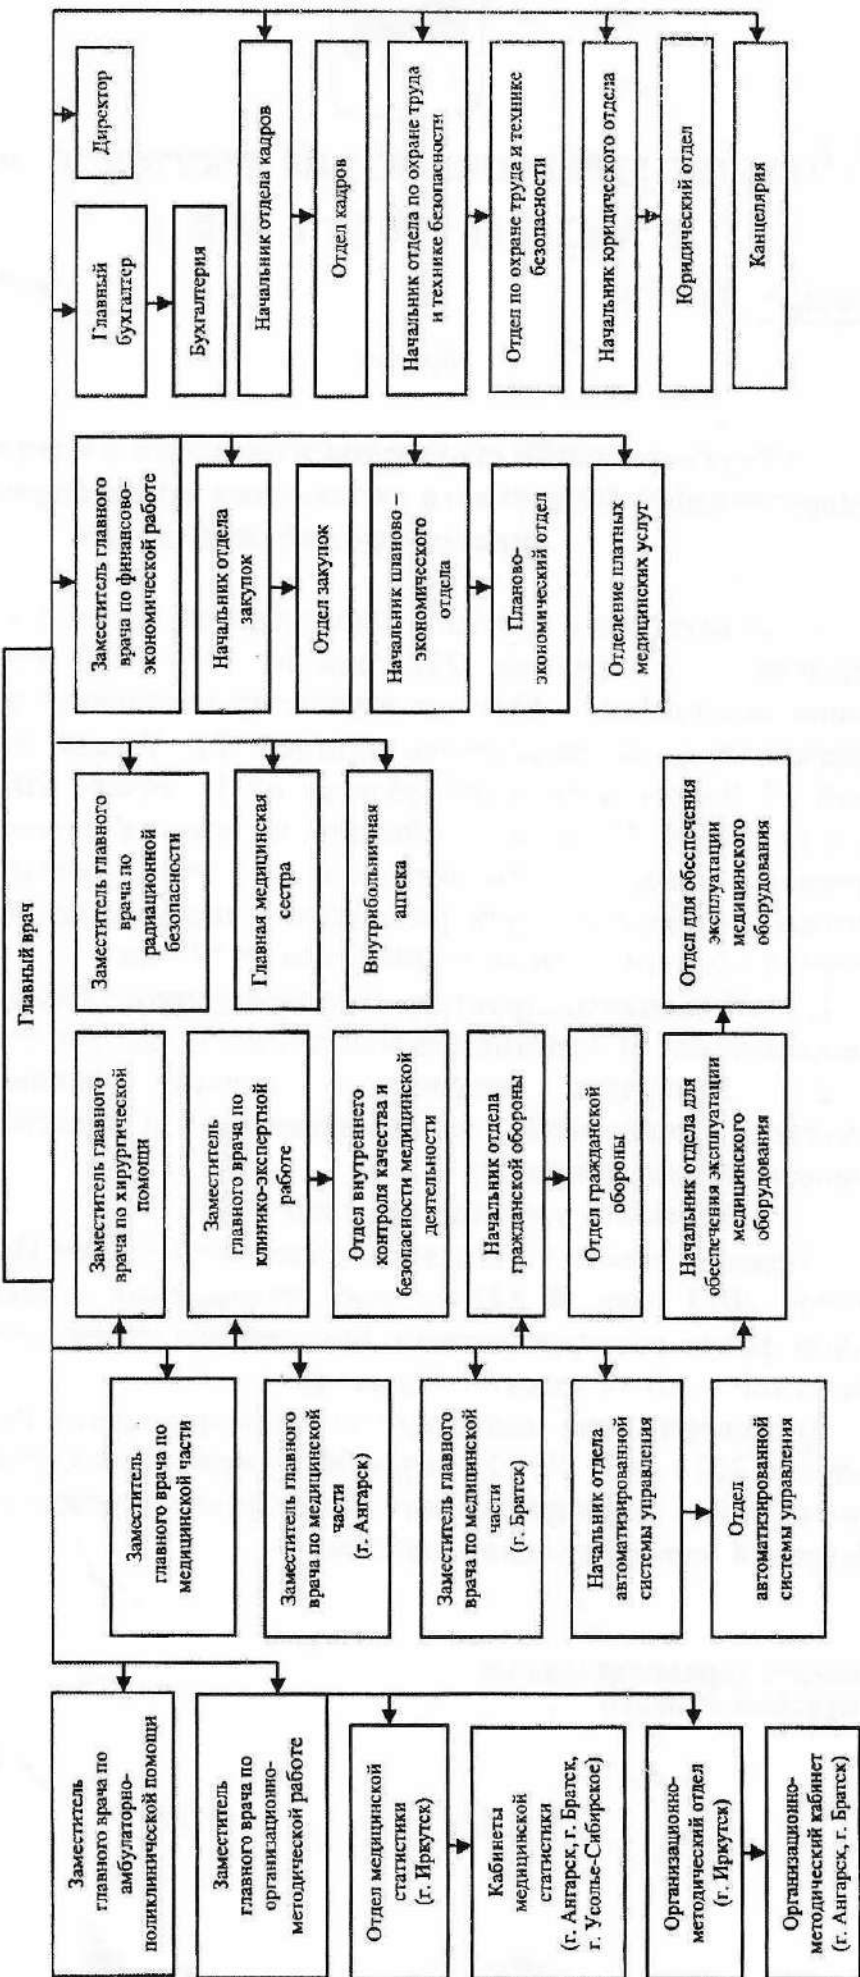 Главный врач
Заместитель
главного врача по
амбулаторно-
поликлинической помощи
Заместитель
главного врача по
организационно-
методической работе
Отдел медицинской
статистики
(г. Иркутск)
Кабинеты
медицинской
статистики
(г. Ангарск, г. Братск,
г. Усолье-Сибирское)
Организационно-
методический отдел
(г. Иркутск)
Организационно-
методический кабинет
(г. Ангарск, г. Братск)
Заместитель
главного врача по
медицинской части
Заместитель главного
врача по медицинской
части
(г. Ангарск)
Заместитель главного
врача по медицинской
части
(г. Братск)
Начальник отдела
автоматизированной
системы управления
Отдел
автоматизированной
системы управления
Заместитель главного
врача по хирургической
помощи
Заместитель
главного врача по
клинико-экспертной
работе
Отдел внутреннего
контроля качества и
безопасности медицинской
деятельности
Начальник отдела
гражданской обороны
Отдел гражданской
обороны
Начальник отдела для
обеспечения эксплуатации
медицинского
оборудования
Отдел для обеспечения
эксплуатации
медицинского
оборудования
Заместитель главного
врача по
радиационной
безопасности
Главная медицинская
сестра
Внутрибольничная
аптека
Заместитель главного
врача по финансово-
экономической работе
Начальник отдела
закупок
Отдел закупок
Начальник планово –
экономического
отдела
Планово-
экономический отдел
Отделение платных
медицинских услуг
Главный
бухгалтер
Бухгалтерия
Директор
Начальник отдела кадров
Отдел кадров
Начальник отдела по охране труда
и технике безопасности
Отдел по охране труда и технике
безопасности
Начальник юридического отдела
Юридический отдел
Канцелярия